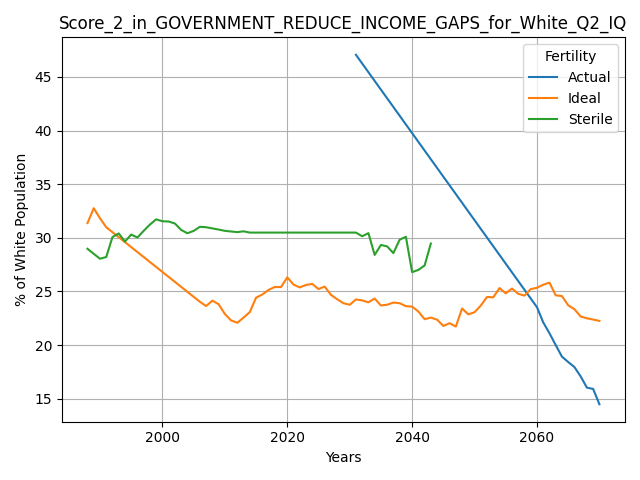 Score_2_in_GOVERNMENT_REDUCE_INCOME_GAPS_for_White_Q2_IQ
Fertility
Actual
Ideal
Sterile
% of White Population
45
40
35
30
25
20
15
2000
2020
2040
2060
Years